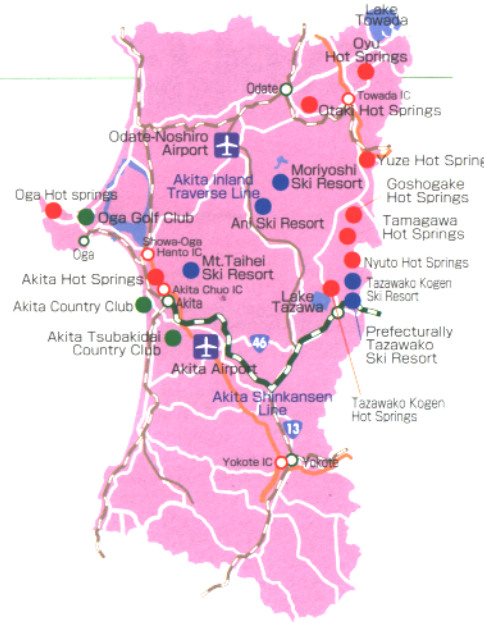 Lake
Towada
Oyu
Hot Springs
Odate
Towada IC
Otaki Hot Springs
Odate-Noshiro
Airport
Yuze Hot Spring
Moriyoshi
Ski Resort
Akita Inland
Traverse Line
Goshogake
Hot Springs
Oga Hot springs
Ani Ski Resort
Oga Golf Club
Tamagawa
Hot Springs
Oga
Showa-Oga
Hanto IC
Nyuto Hot Springs
Mt.Taihei
Ski Resort
Akita Hot Springs
Tazawako Kogen
Ski Resort
Akita Chuo IC
Akita
Lake
Tazawa
Akita Country Club
Prefecturally
Tazawako
Ski Resort
Akita Tsubakidai
Country Club
46
Akita Airport
Akita Shinkansen
Line
Tazawako Kogen
Hot Springs
13
Yokote IC
Yokote